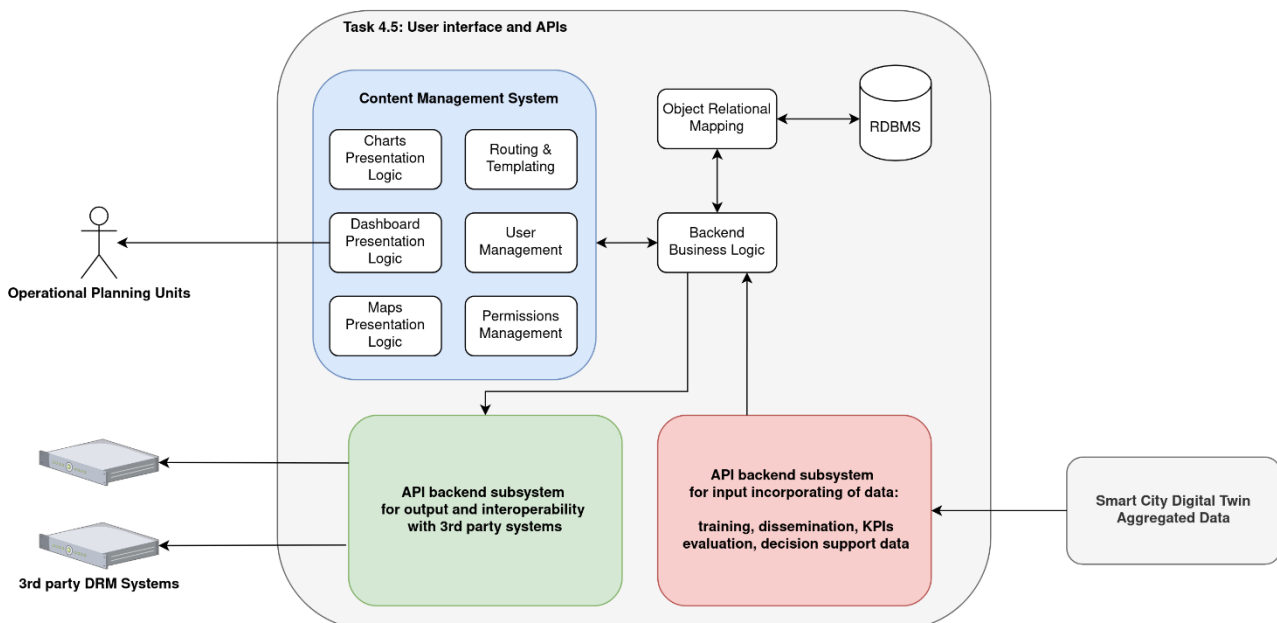 Task 4.5: User interface and APIs
Content Management System
Charts
Presentation
Logic
Routing &
Templating
Dashboard
Presentation
Logic
User
Management
Maps
Presentation
Logic
Permissions
Management
Object Relational
Mapping
RDBMS
Backend
Business Logic
Operational Planning Units
API backend subsystem
for output and interoperability
with 3rd party systems
API backend subsystem
for input incorporating of data:
training, dissemination, KPIs
evaluation, decision support data
Smart City Digital Twin
Aggregated Data
3rd party DRM Systems